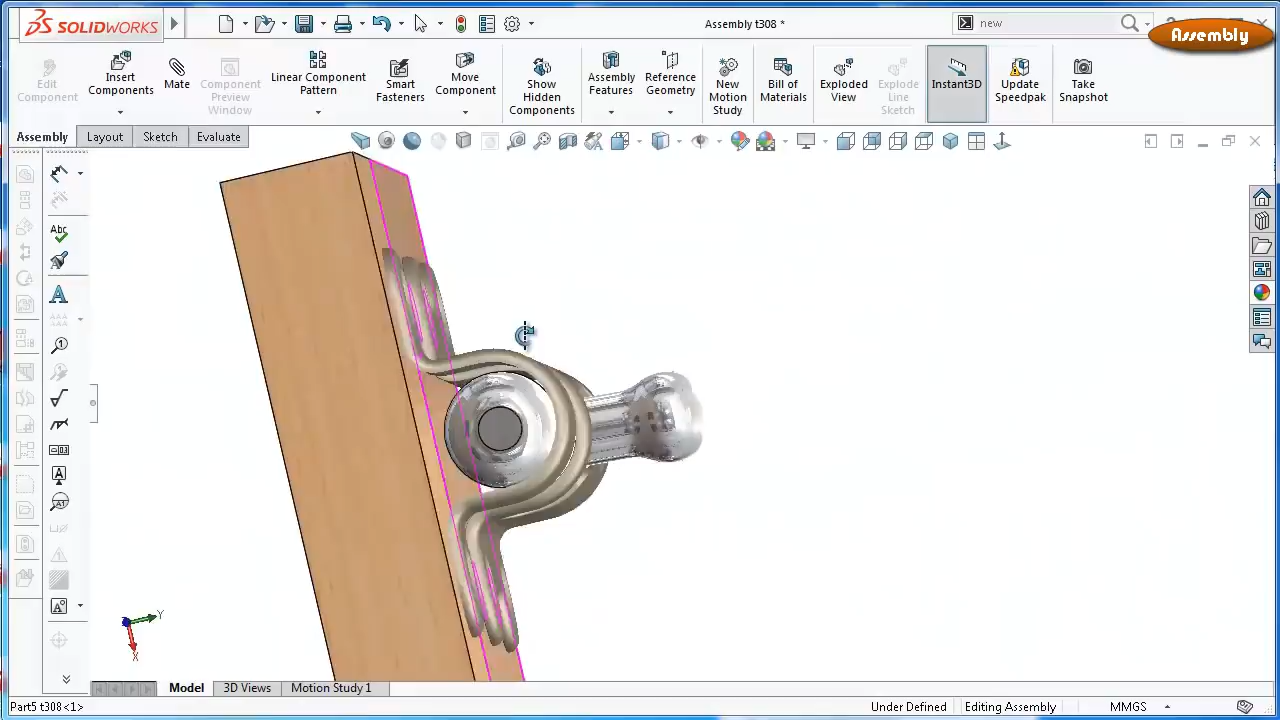 SOLIDWORKS
Assembly t308 *
new
Assembly
Edit Component
Insert Components
Mate
Component Preview Window
Linear Component Pattern
Smart Fasteners
Move Component
Show Hidden Components
Assembly Features
Reference Geometry
New Motion Study
Bill of Materials
Exploded View
Explode Line Sketch
Instant3D
Update Speedpak
Take Snapshot
Assembly
Layout
Sketch
Evaluate
Abc
A
Y
X
Model
3D Views
Motion Study 1
Part5 t308<1>
Under Defined
Editing Assembly
MMGS